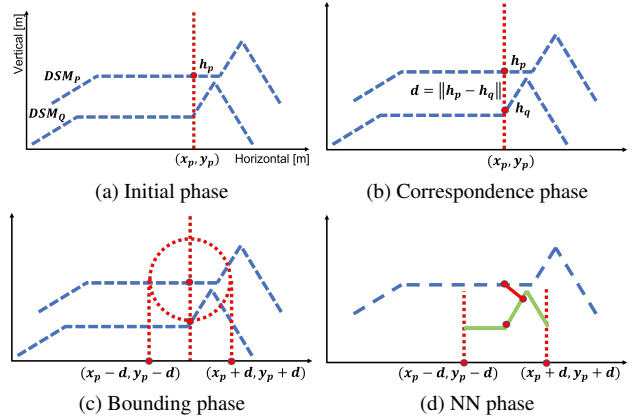 Vertical [m]
h_p
DSM_P
DSM_Q
(x_p, y_p)
Horizontal [m]
(a) Initial phase
h_p
d = ‖h_p − h_q‖
h_q
(x_p, y_p)
(b) Correspondence phase
(x_p − d, y_p − d)
(x_p + d, y_p + d)
(c) Bounding phase
(x_p − d, y_p − d)
(x_p + d, y_p + d)
(d) NN phase